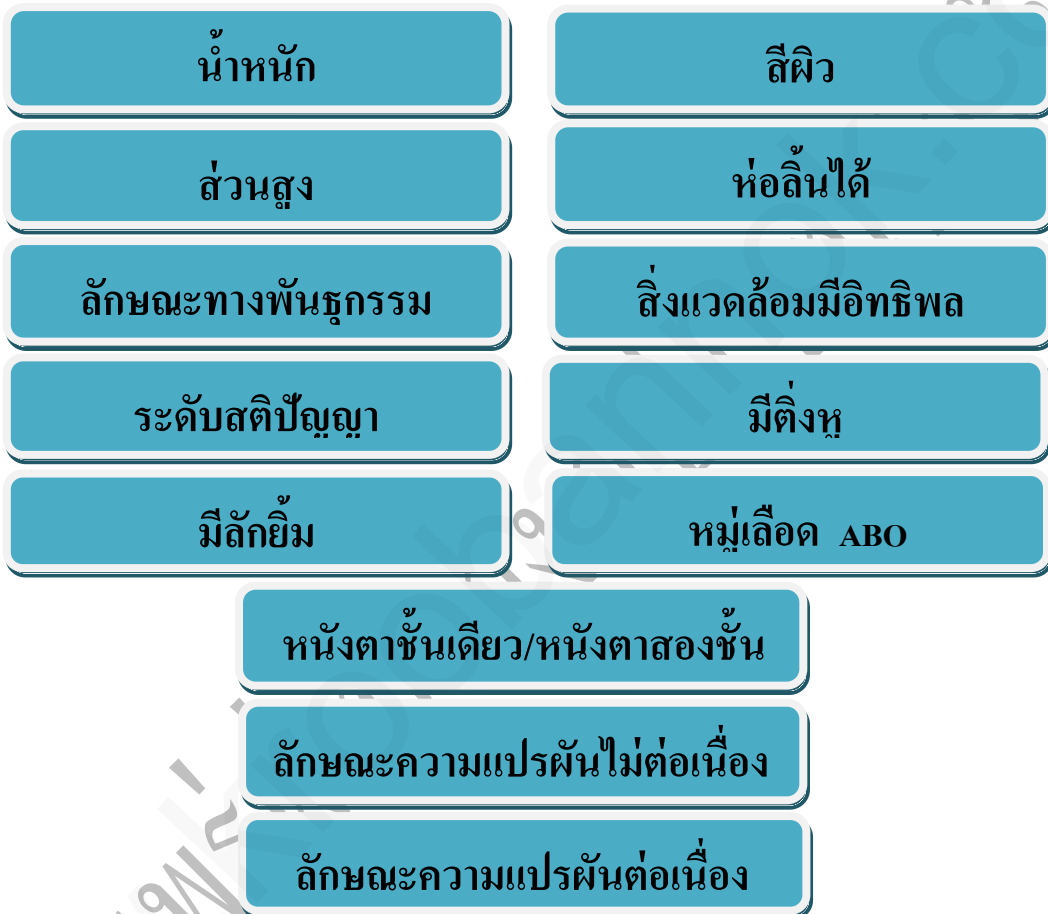 น้ำหนัก
สีผิว
ส่วนสูง
ห่อลิ้นได้
ลักษณะทางพันธุกรรม
สิ่งแวดล้อมมีอิทธิพล
ระดับสติปัญญา
มีติ่งหู
มีลักยิ้ม
หมู่เลือด ABO
หนังตาชั้นเดียว/หนังตาสองชั้น
ลักษณะความแปรผันไม่ต่อเนื่อง
ลักษณะความแปรผันต่อเนื่อง